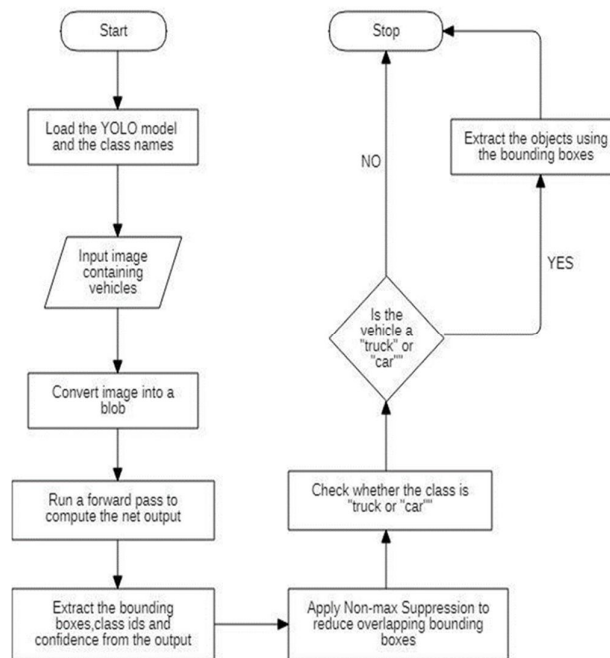 Start
Load the YOLO model
and the class names
Input image
containing
vehicles
Convert image into a
blob
Run a forward pass to
compute the net output
Extract the bounding
boxes,class ids and
confidence from the output
Apply Non-max Suppression to
reduce overlapping bounding
boxes
Check whether the class is
"truck or "car""
Is the
vehicle a
"truck" or
"car""
NO
YES
Extract the objects using
the bounding boxes
Stop